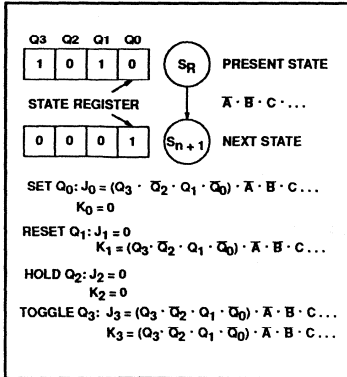 Q3 Q2 Q1 Q0
1 0 1 0
S_R
PRESENT STATE
STATE REGISTER
A̅ · B̅ · C · ...
0 0 0 1
S_n + 1
NEXT STATE
SET Q₀: J₀ = (Q₃ · Q̅₂ · Q₁ · Q̅₀) · A̅ · B̅ · C ...
K₀ = 0
RESET Q₁: J₁ = 0
K₁ = (Q₃ · Q̅₂ · Q₁ · Q̅₀) · A̅ · B̅ · C ...
HOLD Q₂: J₂ = 0
K₂ = 0
TOGGLE Q₃: J₃ = (Q₃ · Q̅₂ · Q₁ · Q̅₀) · A̅ · B̅ · C ...
K₃ = (Q₃ · Q̅₂ · Q₁ · Q̅₀) · A̅ · B̅ · C ...